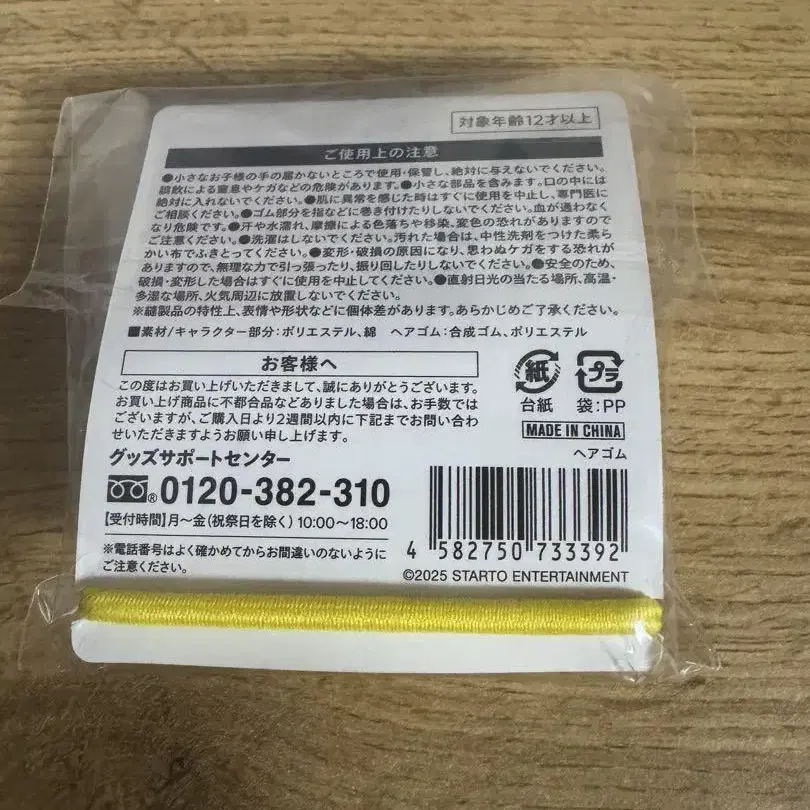 対象年齢12才以上
ご使用上の注意
●小さなお子様の手の届かないところで使用・保管し、絶対に与えないでください。
誤飲による窒息やケガなどの危険があります。●小さな部品を含みます。口の中には
絶対に入れないでください。●肌に異常を感じた時はすぐに使用を中止し、専門医に
ご相談ください。●ゴム部分を指などに巻き付けたりしないでください。血が通わなく
なり危険です。●汗や水濡れ、摩擦による色落ちや移染、変色の恐れがありますので
ご注意ください。●洗濯はしないでください。汚れた場合は、中性洗剤をつけた柔ら
かい布でふきとってください。●変形・破損の原因になり、思わぬケガをする恐れが
ありますので、無理な力で引っ張ったり、振り回したりしないでください。●安全のため、
破損・変形した場合はすぐに使用を中止してください。●直射日光の当たる場所、高温・
多湿な場所、火気周辺に放置しないでください。
※縫製品の特性上、表情や形状などに個体差があります。あらかじめご了承ください。
■素材/キャラクター部分:ポリエステル、綿 ヘアゴム:合成ゴム、ポリエステル
お客様へ
この度はお買い上げいただきまして、誠にありがとうございます。
お買い上げ商品に不都合品などありました場合は、お手数では
ございますが、ご購入日より2週間以内に下記までお問い合わ
せいただきますようお願い申し上げます。
グッズサポートセンター
® 0120-382-310
【受付時間】月〜金(祝祭日を除く) 10:00〜18:00
※電話番号はよく確かめてからお間違いのないように
ご注意ください。
紙
プラ
台紙 袋:PP
MADE IN CHINA
ヘアゴム
4 582750 733392
©2025 STARTO ENTERTAINMENT